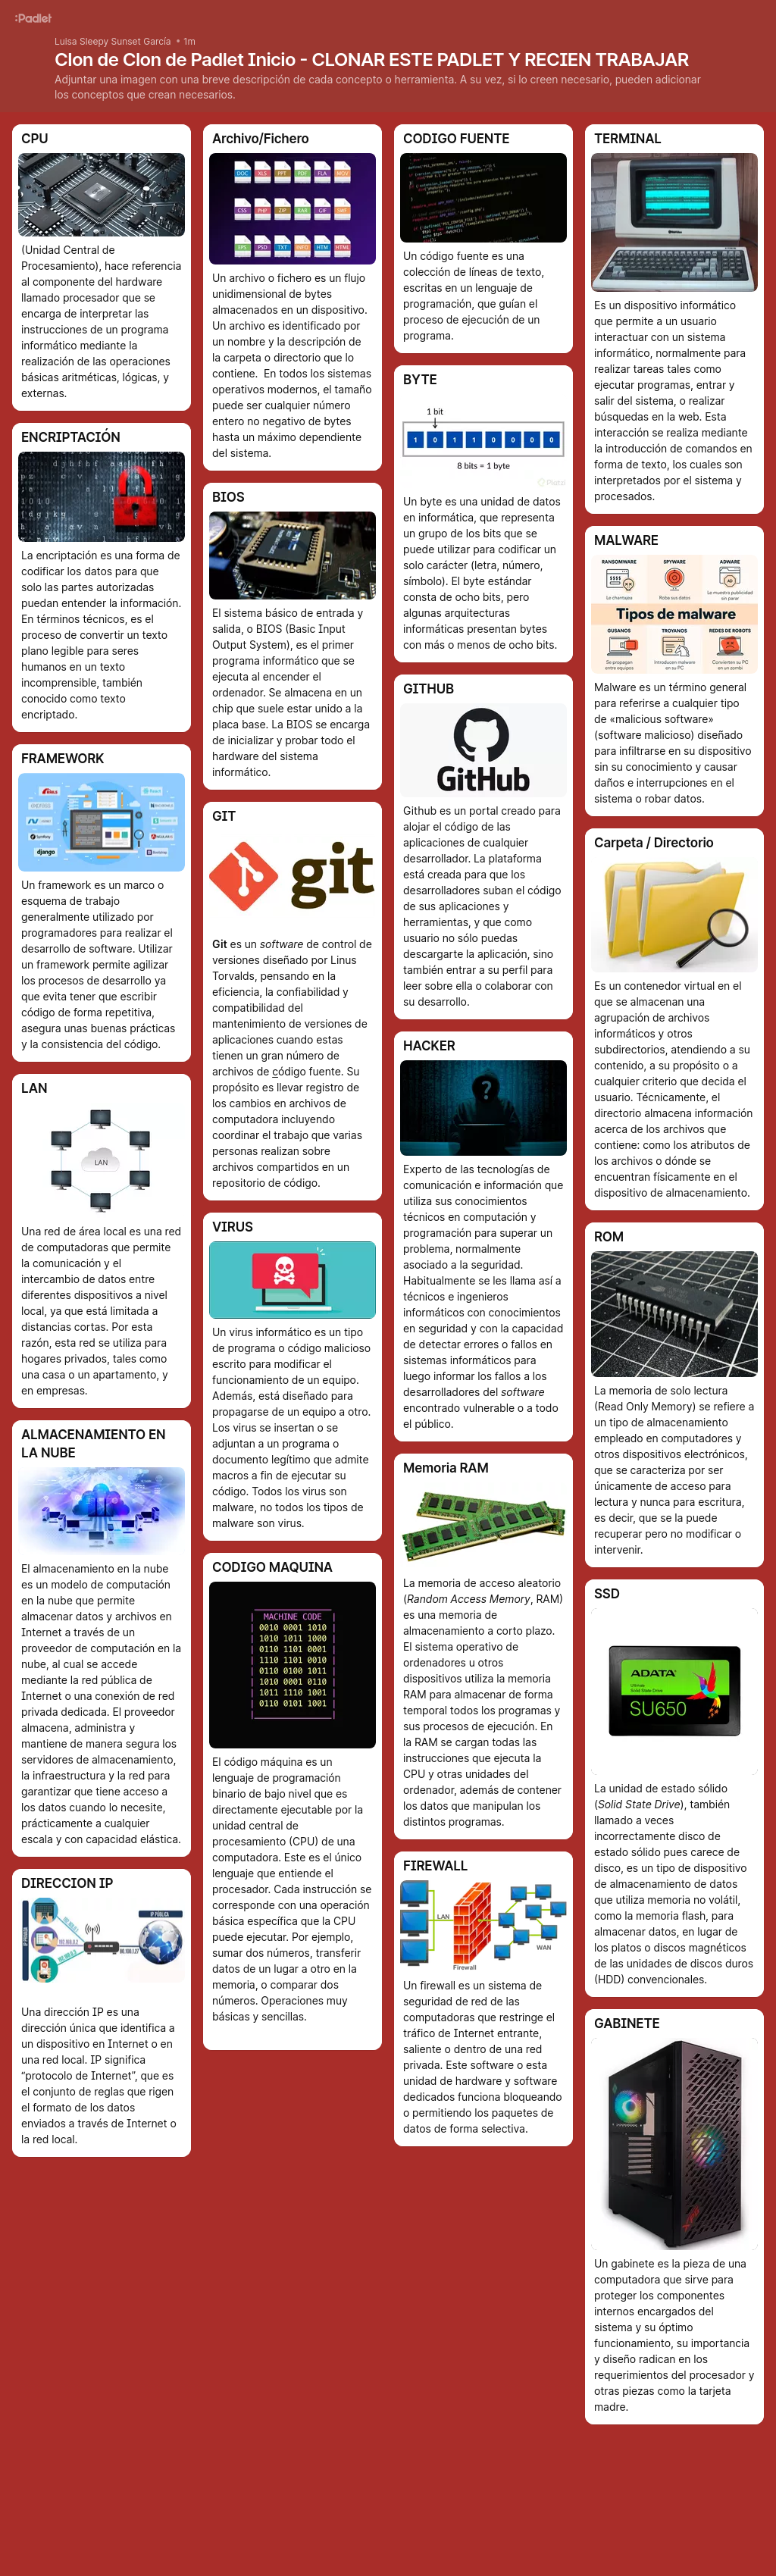 :Padlet
Luisa Sleepy Sunset García • 1m
Clon de Clon de Padlet Inicio - CLONAR ESTE PADLET Y RECIEN TRABAJAR
Adjuntar una imagen con una breve descripción de cada concepto o herramienta. A su vez, si lo creen necesario, pueden adicionar
los conceptos que crean necesarios.
CPU
(Unidad Central de
Procesamiento), hace referencia
al componente del hardware
llamado procesador que se
encarga de interpretar las
instrucciones de un programa
informático mediante la
realización de las operaciones
básicas aritméticas, lógicas, y
externas.
ENCRIPTACIÓN
La encriptación es una forma de
codificar los datos para que
solo las partes autorizadas
puedan entender la información.
En términos técnicos, es el
proceso de convertir un texto
plano legible para seres
humanos en un texto
incomprensible, también
conocido como texto
encriptado.
FRAMEWORK
django
Un framework es un marco o
esquema de trabajo
generalmente utilizado por
programadores para realizar el
desarrollo de software. Utilizar
un framework permite agilizar
los procesos de desarrollo ya
que evita tener que escribir
código de forma repetitiva,
asegura unas buenas prácticas
y la consistencia del código.
LAN
LAN
Una red de área local es una red
de computadoras que permite
la comunicación y el
intercambio de datos entre
diferentes dispositivos a nivel
local, ya que está limitada a
distancias cortas. Por esta
razón, esta red se utiliza para
hogares privados, tales como
una casa o un apartamento, y
en empresas.
ALMACENAMIENTO EN
LA NUBE
El almacenamiento en la nube
es un modelo de computación
en la nube que permite
almacenar datos y archivos en
Internet a través de un
proveedor de computación en la
nube, al cual se accede
mediante la red pública de
Internet o una conexión de red
privada dedicada. El proveedor
almacena, administra y
mantiene de manera segura los
servidores de almacenamiento,
la infraestructura y la red para
garantizar que tiene acceso a
los datos cuando lo necesite,
prácticamente a cualquier
escala y con capacidad elástica.
DIRECCION IP
IP PÚBLICA
Una dirección IP es una
dirección única que identifica a
un dispositivo en Internet o en
una red local. IP significa
“protocolo de Internet”, que es
el conjunto de reglas que rigen
el formato de los datos
enviados a través de Internet o
la red local.
Archivo/Fichero
DOC XLS PPT PDF FLA MOV
CSS PHP ZIP RAR GIF SWF
EPS PSD TXT INFO HTM HTML
Un archivo o fichero es un flujo
unidimensional de bytes
almacenados en un dispositivo.
Un archivo es identificado por
un nombre y la descripción de
la carpeta o directorio que lo
contiene.  En todos los sistemas
operativos modernos, el tamaño
puede ser cualquier número
entero no negativo de bytes
hasta un máximo dependiente
del sistema.
BIOS
El sistema básico de entrada y
salida, o BIOS (Basic Input
Output System), es el primer
programa informático que se
ejecuta al encender el
ordenador. Se almacena en un
chip que suele estar unido a la
placa base. La BIOS se encarga
de inicializar y probar todo el
hardware del sistema
informático.
GIT
git
Git es un software de control de
versiones diseñado por Linus
Torvalds, pensando en la
eficiencia, la confiabilidad y
compatibilidad del
mantenimiento de versiones de
aplicaciones cuando estas
tienen un gran número de
archivos de código fuente. Su
propósito es llevar registro de
los cambios en archivos de
computadora incluyendo
coordinar el trabajo que varias
personas realizan sobre
archivos compartidos en un
repositorio de código.
VIRUS
Un virus informático es un tipo
de programa o código malicioso
escrito para modificar el
funcionamiento de un equipo.
Además, está diseñado para
propagarse de un equipo a otro.
Los virus se insertan o se
adjuntan a un programa o
documento legítimo que admite
macros a fin de ejecutar su
código. Todos los virus son
malware, no todos los tipos de
malware son virus.
CODIGO MAQUINA
MACHINE CODE
0010 0001 1010
1010 1011 1000
0110 1101 0001
1110 1101 0010
0110 0100 1011
1010 0001 0110
1011 1110 1001
0110 0101 1001
El código máquina es un
lenguaje de programación
binario de bajo nivel que es
directamente ejecutable por la
unidad central de
procesamiento (CPU) de una
computadora. Este es el único
lenguaje que entiende el
procesador. Cada instrucción se
corresponde con una operación
básica específica que la CPU
puede ejecutar. Por ejemplo,
sumar dos números, transferir
datos de un lugar a otro en la
memoria, o comparar dos
números. Operaciones muy
básicas y sencillas.
CODIGO FUENTE
Un código fuente es una
colección de líneas de texto,
escritas en un lenguaje de
programación, que guían el
proceso de ejecución de un
programa.
BYTE
1 bit
1 0 1 1 0 0 0 0
8 bits = 1 byte
Un byte es una unidad de datos
en informática, que representa
un grupo de los bits que se
puede utilizar para codificar un
solo carácter (letra, número,
símbolo). El byte estándar
consta de ocho bits, pero
algunas arquitecturas
informáticas presentan bytes
con más o menos de ocho bits.
GITHUB
GitHub
Github es un portal creado para
alojar el código de las
aplicaciones de cualquier
desarrollador. La plataforma
está creada para que los
desarrolladores suban el código
de sus aplicaciones y
herramientas, y que como
usuario no sólo puedas
descargarte la aplicación, sino
también entrar a su perfil para
leer sobre ella o colaborar con
su desarrollo.
HACKER
?
Experto de las tecnologías de
comunicación e información que
utiliza sus conocimientos
técnicos en computación y
programación para superar un
problema, normalmente
asociado a la seguridad.
Habitualmente se les llama así a
técnicos e ingenieros
informáticos con conocimientos
en seguridad y con la capacidad
de detectar errores o fallos en
sistemas informáticos para
luego informar los fallos a los
desarrolladores del software
encontrado vulnerable o a todo
el público.
Memoria RAM
La memoria de acceso aleatorio
(Random Access Memory, RAM)
es una memoria de
almacenamiento a corto plazo.
El sistema operativo de
ordenadores u otros
dispositivos utiliza la memoria
RAM para almacenar de forma
temporal todos los programas y
sus procesos de ejecución. En
la RAM se cargan todas las
instrucciones que ejecuta la
CPU y otras unidades del
ordenador, además de contener
los datos que manipulan los
distintos programas.
FIREWALL
LAN
WAN
Firewall
Un firewall es un sistema de
seguridad de red de las
computadoras que restringe el
tráfico de Internet entrante,
saliente o dentro de una red
privada. Este software o esta
unidad de hardware y software
dedicados funciona bloqueando
o permitiendo los paquetes de
datos de forma selectiva.
TERMINAL
Es un dispositivo informático
que permite a un usuario
interactuar con un sistema
informático, normalmente para
realizar tareas tales como
ejecutar programas, entrar y
salir del sistema, o realizar
búsquedas en la web. Esta
interacción se realiza mediante
la introducción de comandos en
forma de texto, los cuales son
interpretados por el sistema y
procesados.
MALWARE
RANSOMWARE SPYWARE ADWARE
La chantajea Roba sus datos Le muestra publicidad
sin parar
Tipos de malware
GUSANOS TROYANOS REDES DE ROBOTS
Se propagan Introducen malware Convierten su PC
entre equipos en su PC en un zombi
Malware es un término general
para referirse a cualquier tipo
de «malicious software»
(software malicioso) diseñado
para infiltrarse en su dispositivo
sin su conocimiento y causar
daños e interrupciones en el
sistema o robar datos.
Carpeta / Directorio
Es un contenedor virtual en el
que se almacenan una
agrupación de archivos
informáticos y otros
subdirectorios, atendiendo a su
contenido, a su propósito o a
cualquier criterio que decida el
usuario. Técnicamente, el
directorio almacena información
acerca de los archivos que
contiene: como los atributos de
los archivos o dónde se
encuentran físicamente en el
dispositivo de almacenamiento.
ROM
La memoria de solo lectura
(Read Only Memory) se refiere a
un tipo de almacenamiento
empleado en computadores y
otros dispositivos electrónicos,
que se caracteriza por ser
únicamente de acceso para
lectura y nunca para escritura,
es decir, que se la puede
recuperar pero no modificar o
intervenir.
SSD
ADATA
Ultimate
Solid State Drive
SU650
La unidad de estado sólido
(Solid State Drive), también
llamado a veces
incorrectamente disco de
estado sólido pues carece de
disco, es un tipo de dispositivo
de almacenamiento de datos
que utiliza memoria no volátil,
como la memoria flash, para
almacenar datos, en lugar de
los platos o discos magnéticos
de las unidades de discos duros
(HDD) convencionales.
GABINETE
Un gabinete es la pieza de una
computadora que sirve para
proteger los componentes
internos encargados del
sistema y su óptimo
funcionamiento, su importancia
y diseño radican en los
requerimientos del procesador y
otras piezas como la tarjeta
madre.